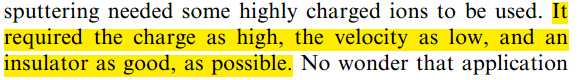 sputtering needed some highly charged ions to be used. It
required the charge as high, the velocity as low, and an
insulator as good, as possible. No wonder that application